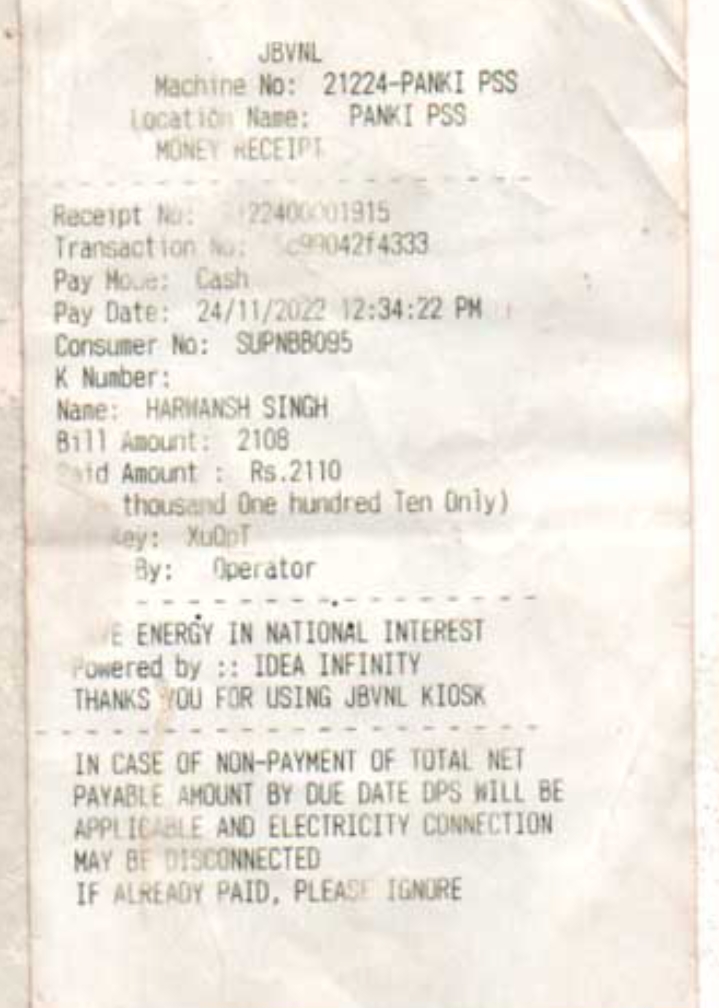 JBVNL
Machine No: 21224-PANKI PSS
Location Name: PANKI PSS
MONEY RECEIPT
Receipt No:
Transaction No:
Pay Mode: Cash
Pay Date: 24/11/2022 12:34:22 PM
Consumer No: SUPNBB095
K Number:
Name: HARWANSH SINGH
Bill Amount: 2108
Paid Amount : Rs.2110
thousand One hundred Ten Only)
By: Operator
ENERGY IN NATIONAL INTEREST
Powered by :: IDEA INFINITY
THANKS YOU FOR USING JBVNL KIOSK
IN CASE OF NON-PAYMENT OF TOTAL NET
PAYABLE AMOUNT BY DUE DATE DPS WILL BE
APPLICABLE AND ELECTRICITY CONNECTION
MAY BE DISCONNECTED
IF ALREADY PAID, PLEASE IGNORE